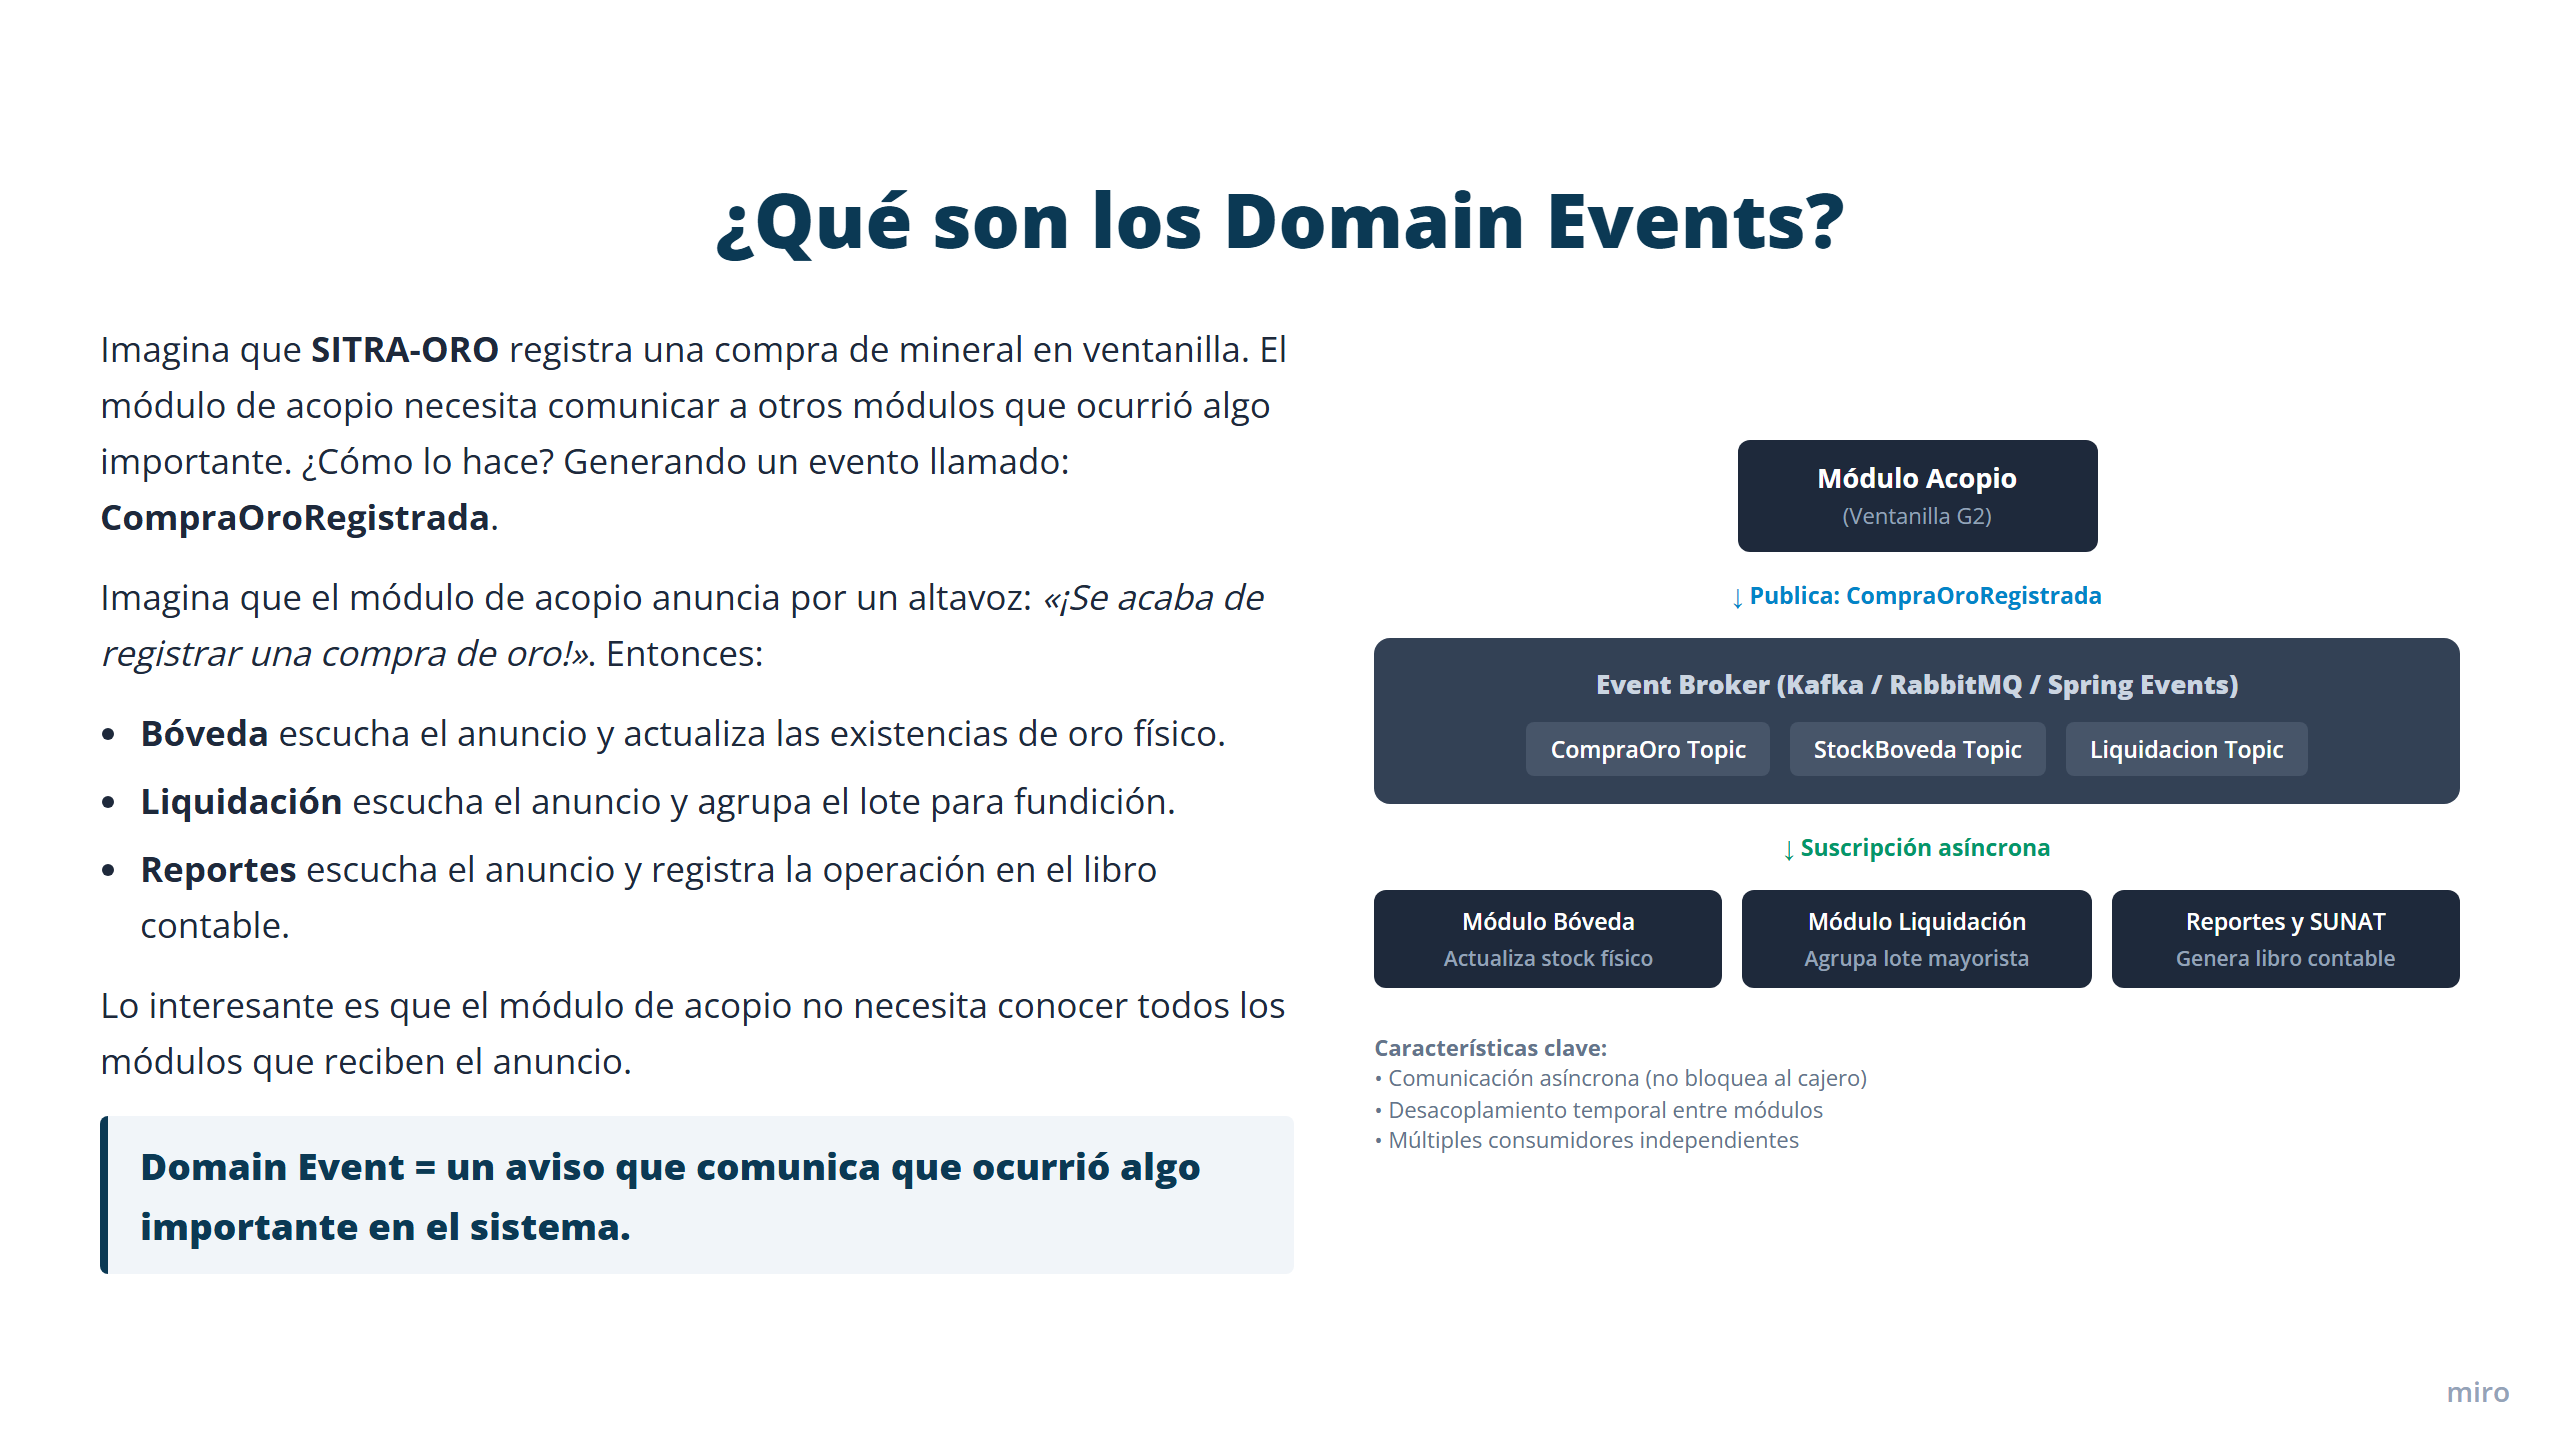 ¿Qué son los Domain Events?
Imagina que SITRA-ORO registra una compra de mineral en ventanilla. El
módulo de acopio necesita comunicar a otros módulos que ocurrió algo
importante. ¿Cómo lo hace? Generando un evento llamado:
CompraOroRegistrada.
Imagina que el módulo de acopio anuncia por un altavoz: «¡Se acaba de
registrar una compra de oro!». Entonces:
• Bóveda escucha el anuncio y actualiza las existencias de oro físico.
• Liquidación escucha el anuncio y agrupa el lote para fundición.
• Reportes escucha el anuncio y registra la operación en el libro
contable.
Lo interesante es que el módulo de acopio no necesita conocer todos los
módulos que reciben el anuncio.
Domain Event = un aviso que comunica que ocurrió algo
importante en el sistema.
Módulo Acopio
(Ventanilla G2)
↓ Publica: CompraOroRegistrada
Event Broker (Kafka / RabbitMQ / Spring Events)
CompraOro Topic
StockBoveda Topic
Liquidacion Topic
↓ Suscripción asíncrona
Módulo Bóveda
Actualiza stock físico
Módulo Liquidación
Agrupa lote mayorista
Reportes y SUNAT
Genera libro contable
Características clave:
• Comunicación asíncrona (no bloquea al cajero)
• Desacoplamiento temporal entre módulos
• Múltiples consumidores independientes
miro